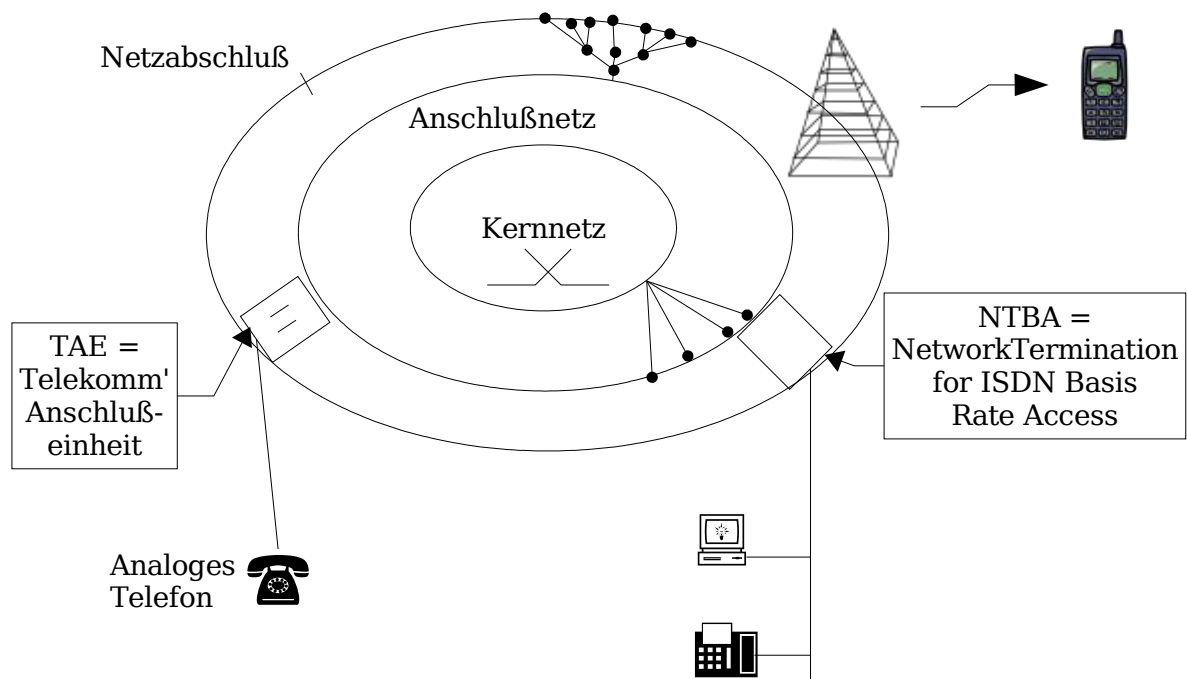 Netzabschluß
Anschlußnetz
Kernnetz
TAE =
Telekomm'
Anschluß-
einheit
NTBA =
NetworkTermination
for ISDN Basis
Rate Access
Analoges
Telefon